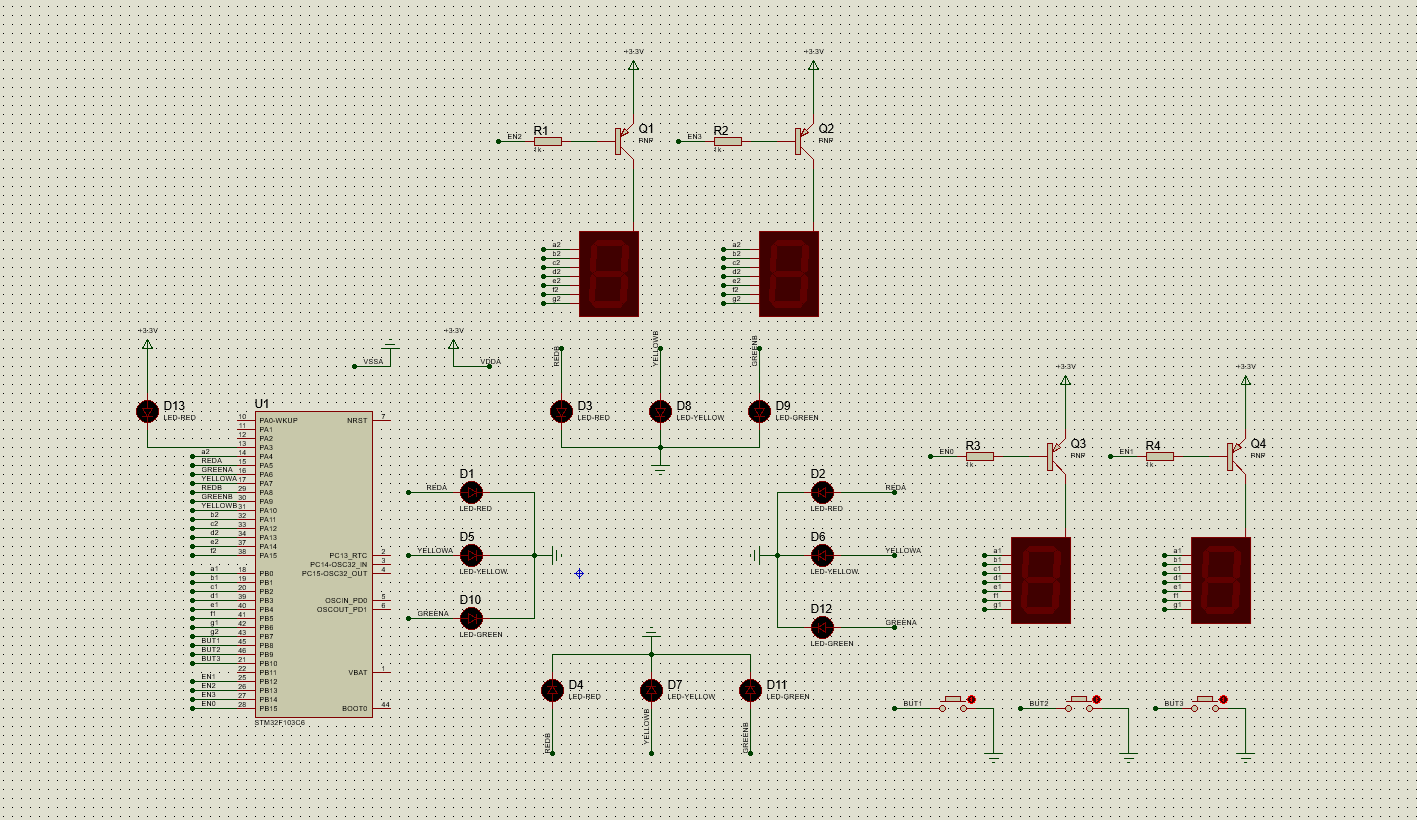 +3.3V
+3.3V
EN2
R1
1k
Q1
PNP
EN3
R2
1k
Q2
PNP
a2
b2
c2
d2
e2
f2
g2
a2
b2
c2
d2
e2
f2
g2
+3.3V
VSSA
+3.3V
VDDA
REDB
YELLOWB
GREENB
D13
LED-RED
D3
LED-RED
D8
LED-YELLOW
D9
LED-GREEN
+3.3V
+3.3V
EN0
R3
1k
Q3
PNP
EN1
R4
1k
Q4
PNP
U1
10 PA0-WKUP
11 PA1
12 PA2
13 PA3
a2 14 PA4
REDA 15 PA5
GREENA 16 PA6
YELLOWA 17 PA7
REDB 29 PA8
GREENB 30 PA9
YELLOWB 31 PA10
b2 32 PA11
c2 33 PA12
d2 34 PA13
e2 37 PA14
f2 38 PA15
a1 18 PB0
b1 19 PB1
c1 20 PB2
d1 39 PB3
e1 40 PB4
f1 41 PB5
g1 42 PB6
g2 43 PB7
BUT1 45 PB8
BUT2 46 PB9
BUT3 21 PB10
22 PB11
EN1 25 PB12
EN2 26 PB13
EN3 27 PB14
EN0 28 PB15
NRST 7
PC13_RTC 2
PC14-OSC32_IN 3
PC15-OSC32_OUT 4
OSCIN_PD0 5
OSCOUT_PD1 6
VBAT 1
BOOT0 44
STM32F103C6
REDA
D1
LED-RED
YELLOWA
D5
LED-YELLOW
GREENA
D10
LED-GREEN
D2
REDA
LED-RED
D6
YELLOWA
LED-YELLOW
D12
GREENA
LED-GREEN
a1
b1
c1
d1
e1
f1
g1
a1
b1
c1
d1
e1
f1
g1
D4
LED-RED
D7
LED-YELLOW
D11
LED-GREEN
REDB
YELLOWB
GREENB
BUT1
BUT2
BUT3